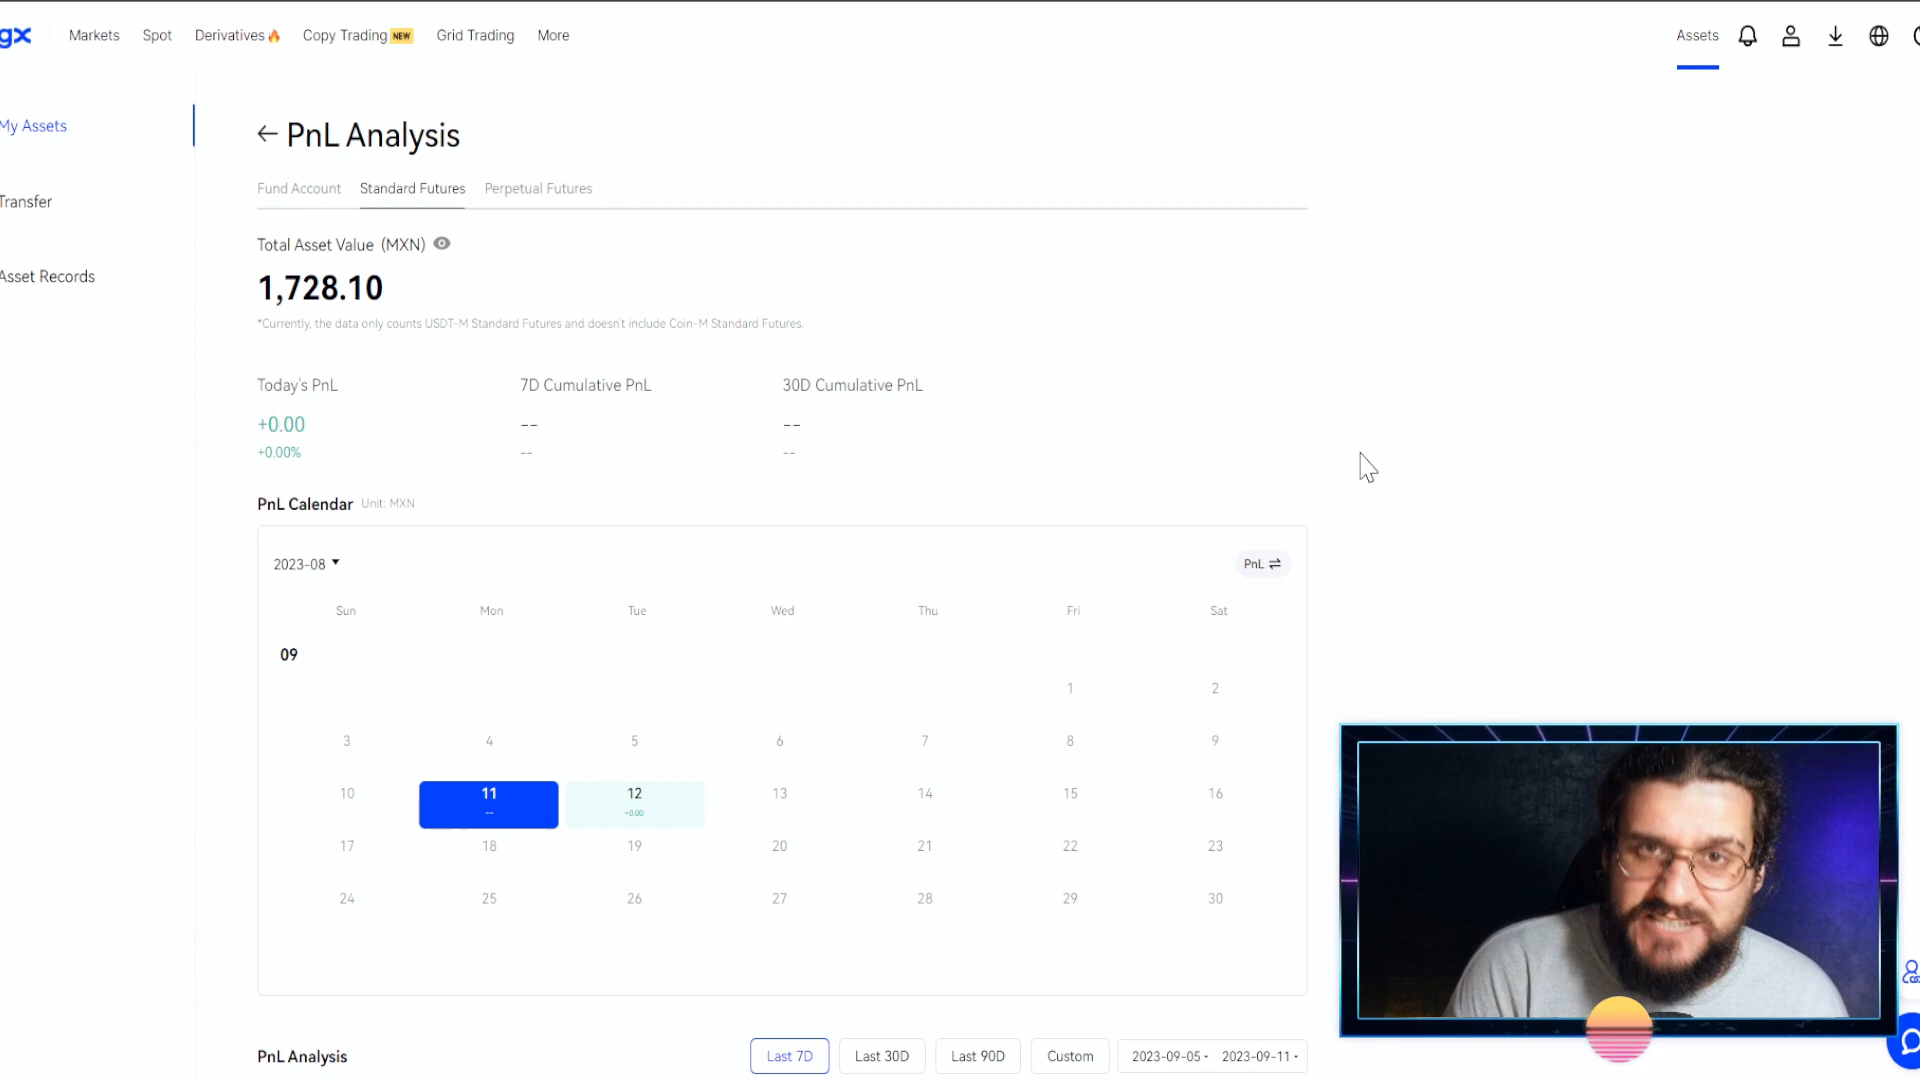 gx Markets Spot Derivatives Copy Trading NEW Grid Trading More Assets
My Assets
Transfer
Asset Records
← PnL Analysis
Fund Account Standard Futures Perpetual Futures
Total Asset Value (MXN)
1,728.10
*Currently, the data only counts USDT-M Standard Futures and doesn't include Coin-M Standard Futures.
Today's PnL 7D Cumulative PnL 30D Cumulative PnL
+0.00 -- --
+0.00% -- --
PnL Calendar Unit: MXN
2023-08 PnL
Sun Mon Tue Wed Thu Fri Sat
09
1 2
3 4 5 6 7 8 9
10 11 12 13 14 15 16
-- +0.00
17 18 19 20 21 22 23
24 25 26 27 28 29 30
PnL Analysis Last 7D Last 30D Last 90D Custom 2023-09-05 - 2023-09-11 -